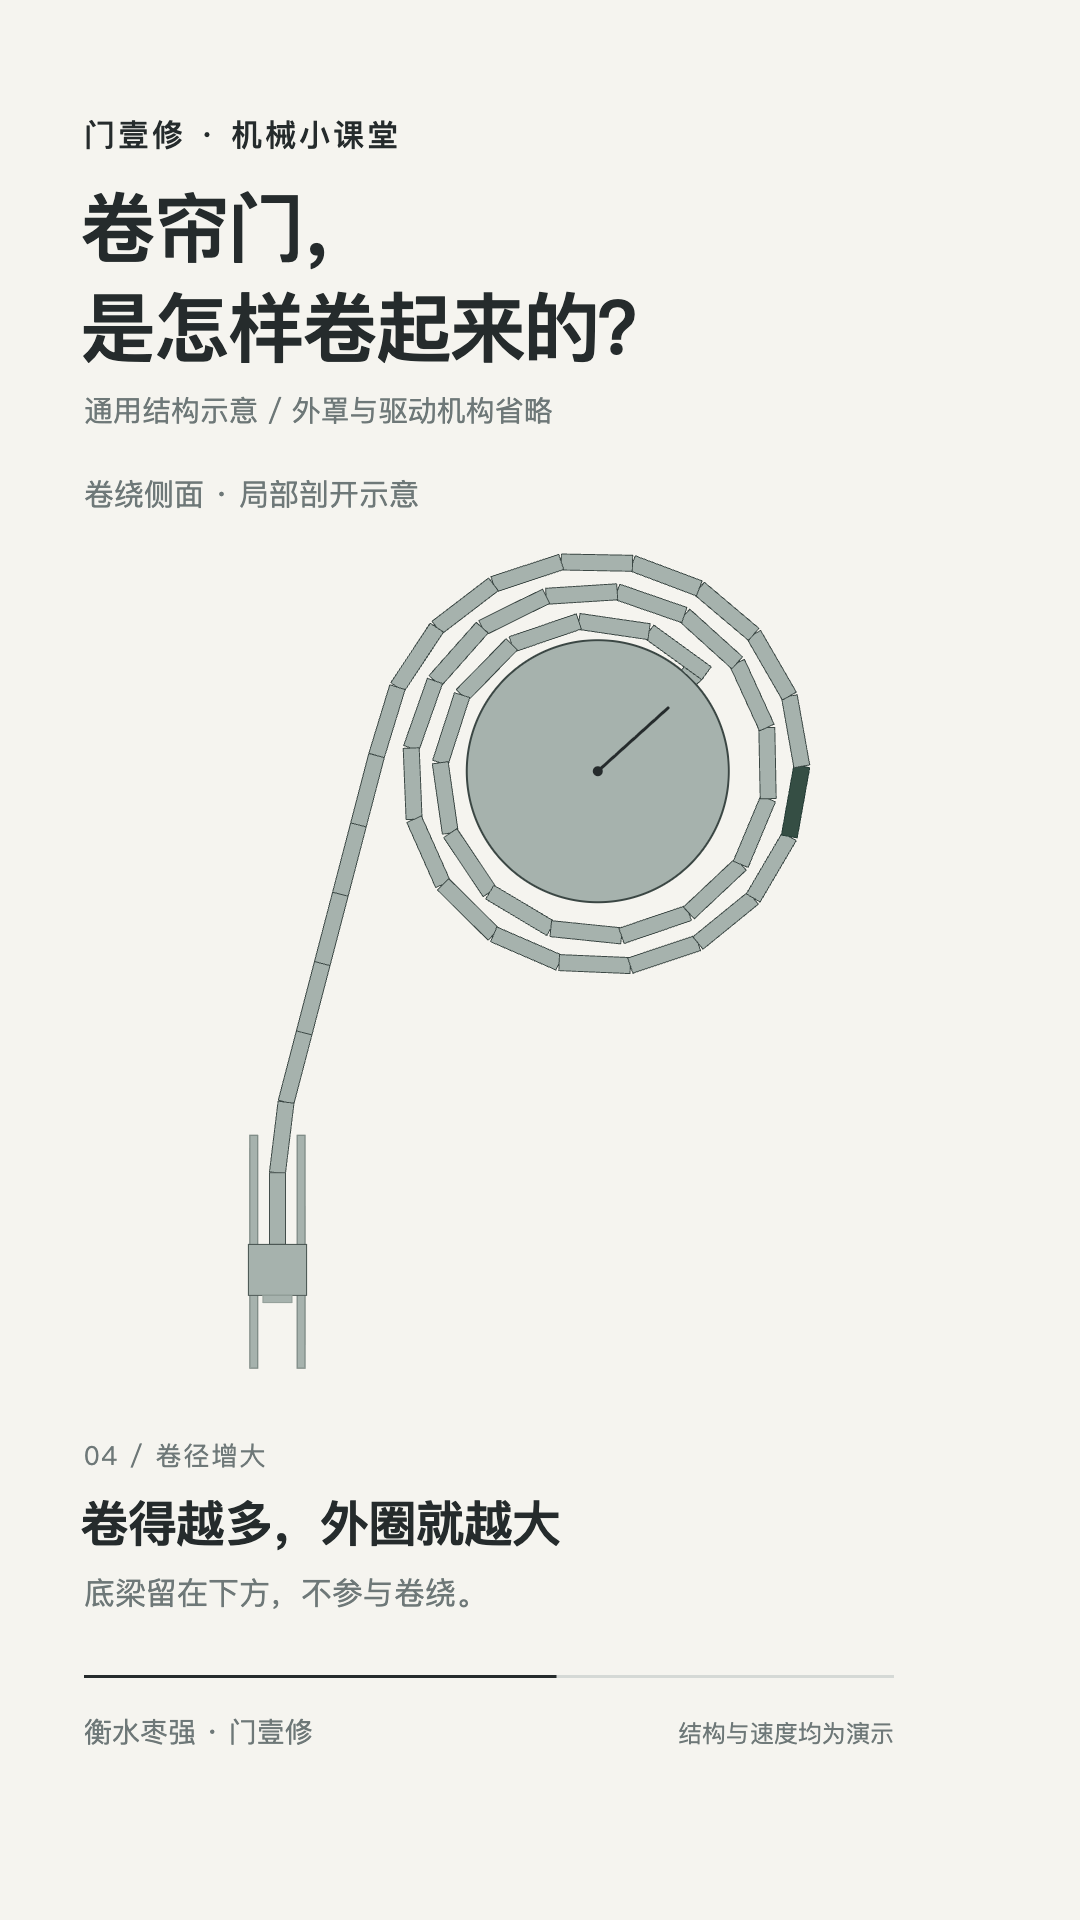 门壹修 · 机械小课堂
卷帘门，
是怎样卷起来的?
通用结构示意 / 外罩与驱动机构省略
卷绕侧面 · 局部剖开示意
04 / 卷径增大
卷得越多，外圈就越大
底梁留在下方，不参与卷绕。
衡水枣强 · 门壹修
结构与速度均为演示